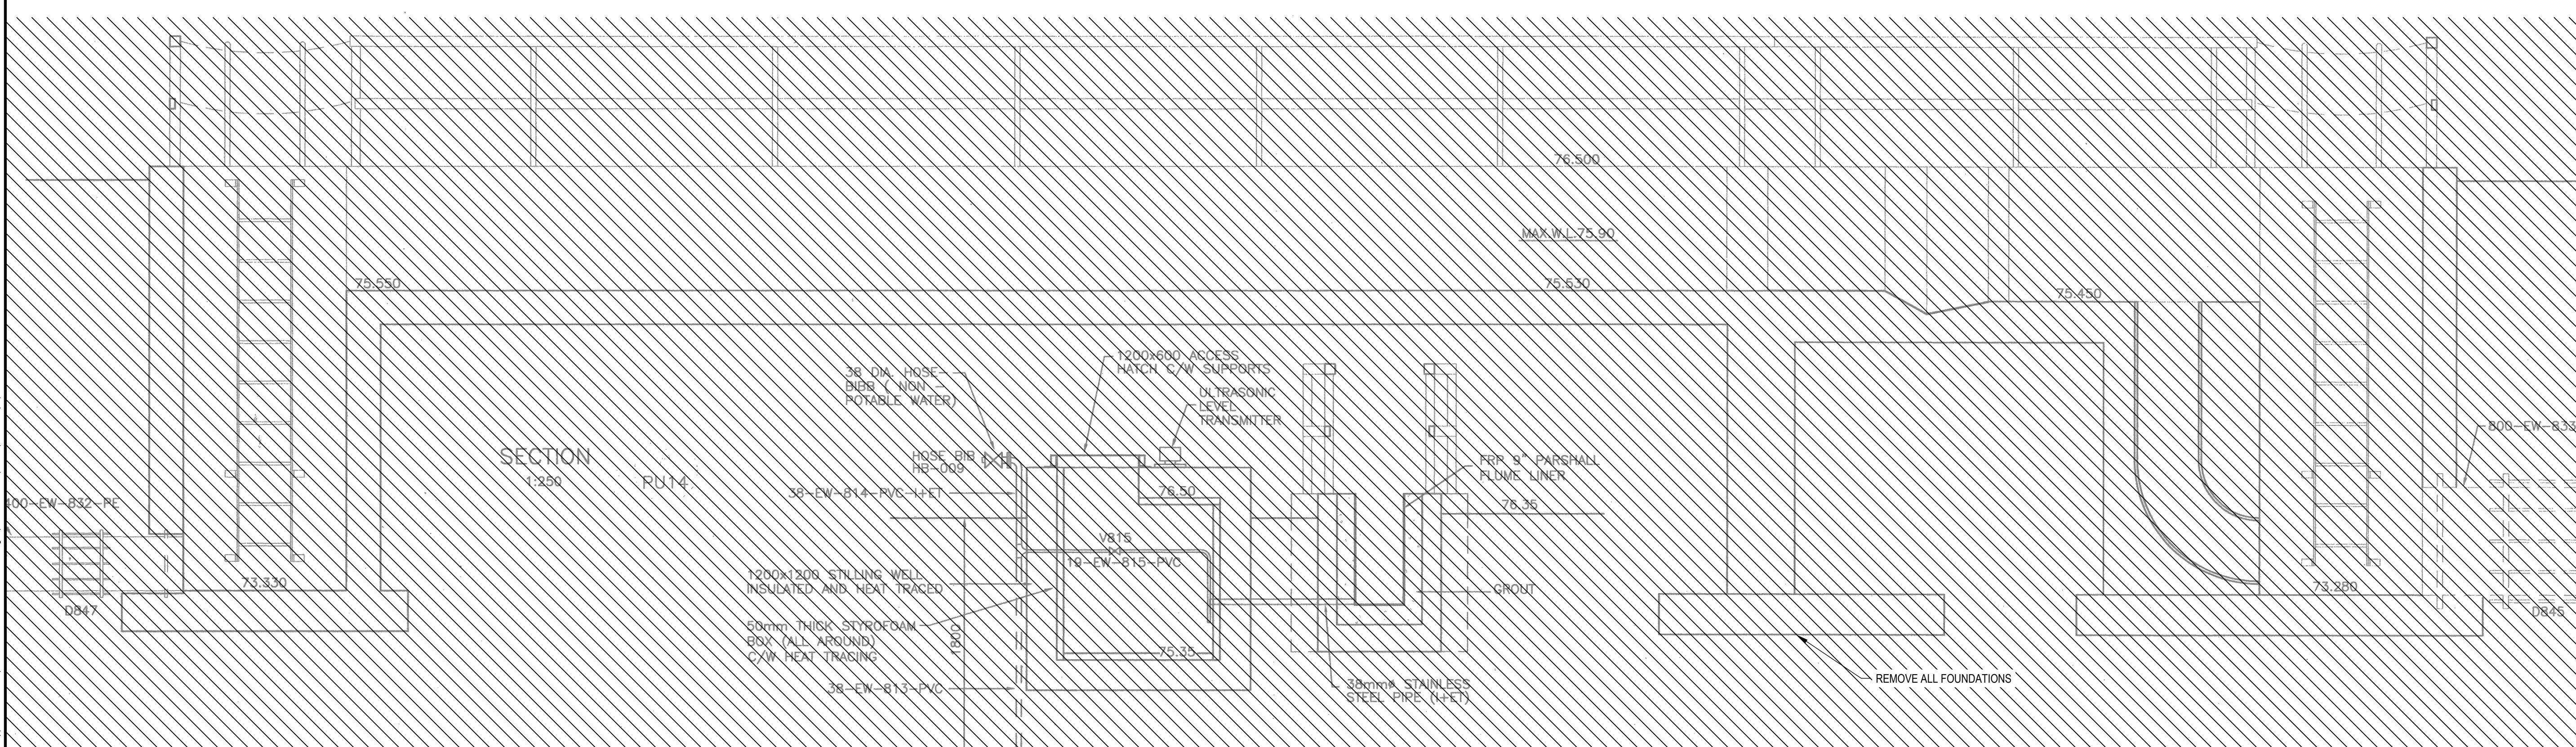 76.500
MAX.W.L.75.90
75.550
75.530
75.450
1200x600 ACCESS
HATCH C/W SUPPORTS
38 DIA. HOSE
BIBB ( NON
POTABLE WATER)
ULTRASONIC
LEVEL
TRANSMITTER
800-EW-833
SECTION
1:250
PU14
HOSE BIB
HB-009
FRP 9" PARSHALL
FLUME LINER
38-EW-814-PVC-I+ET
76.50
76.35
400-EW-832-PE
V815
19-EW-815-PVC
1200x1200 STILLING WELL
INSULATED AND HEAT TRACED
GROUT
73.330
73.280
D847
D845
50mm THICK STYROFOAM
BOX (ALL AROUND)
C/W HEAT TRACING
1800
75.35
38-EW-813-PVC
38mmø STAINLESS
STEEL PIPE (I+ET)
REMOVE ALL FOUNDATIONS